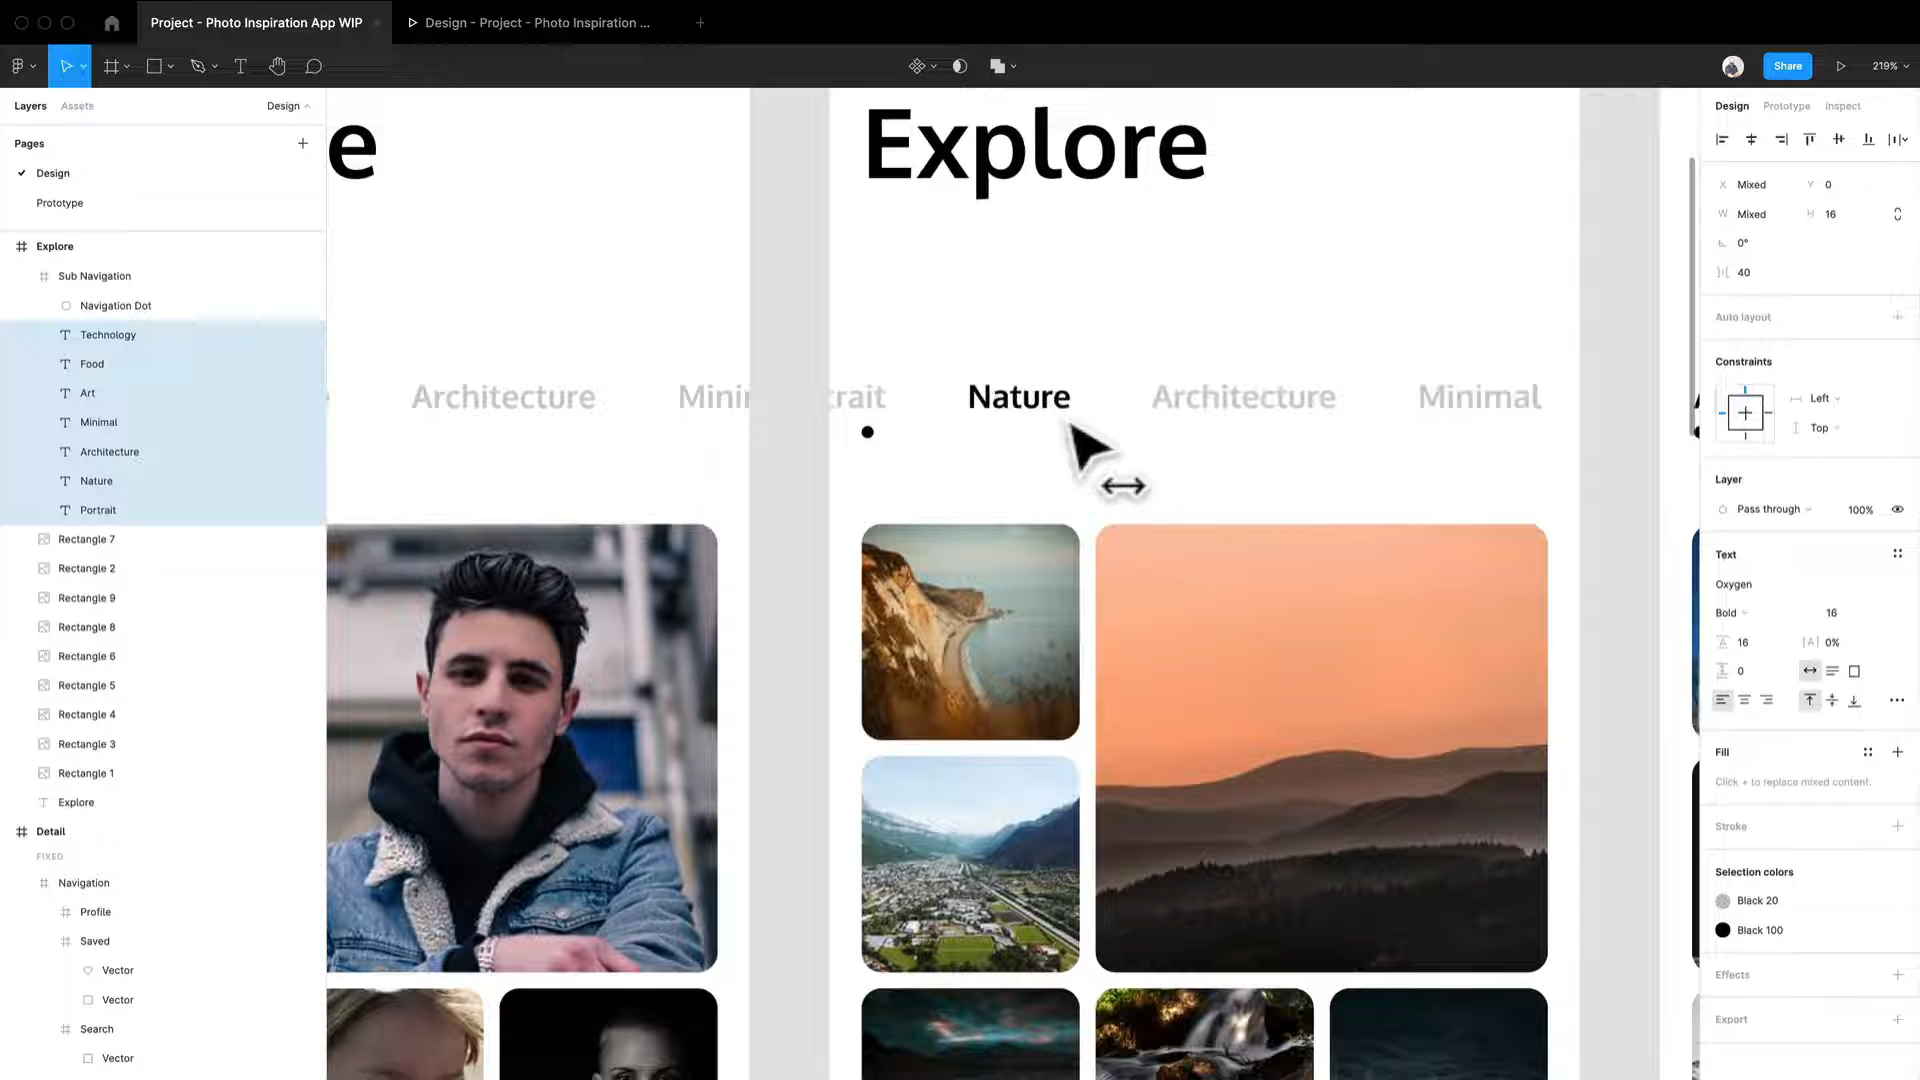 Project - Photo Inspiration App WIP
Design - Project - Photo Inspiration ...
Share
219%
Layers
Assets
Design
Pages
Design
Prototype
Explore
Sub Navigation
Navigation Dot
Technology
Food
Art
Minimal
Architecture
Nature
Portrait
Rectangle 7
Rectangle 2
Rectangle 9
Rectangle 8
Rectangle 6
Rectangle 5
Rectangle 4
Rectangle 3
Rectangle 1
Explore
Detail
FIXED
Navigation
Profile
Saved
Vector
Vector
Search
Vector
e
Explore
Architecture
Minim
trait
Nature
Architecture
Minimal
Design
Prototype
Inspect
X Mixed
Y 0
W Mixed
H 16
0°
40
Auto layout
Constraints
Left
Top
Layer
Pass through
100%
Text
Oxygen
Bold
16
16
0%
0
Fill
Click + to replace mixed content.
Stroke
Selection colors
Black 20
Black 100
Effects
Export